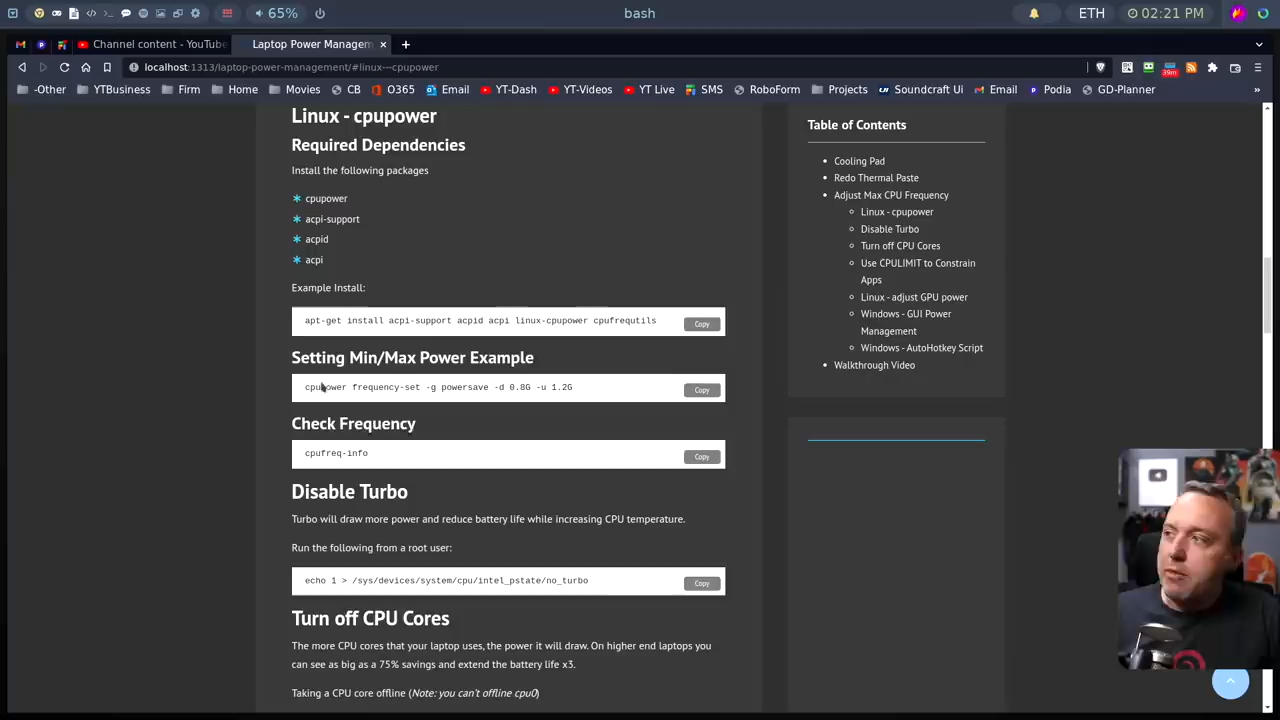 65%
bash
ETH
02:21 PM
Channel content - YouTube
Laptop Power Managem
localhost:1313/laptop-power-management/#linux---cpupower
39m
-Other
YTBusiness
Firm
Home
Movies
CB
O365
Email
YT-Dash
YT-Videos
YT Live
SMS
RoboForm
Projects
Soundcraft Ui
Email
Podia
GD-Planner
Linux - cpupower
Required Dependencies
Install the following packages
cpupower
acpi-support
acpid
acpi
Example Install:
apt-get install acpi-support acpid acpi linux-cpupower cpufrequtils
Copy
Setting Min/Max Power Example
cpupower frequency-set -g powersave -d 0.8G -u 1.2G
Copy
Check Frequency
cpufreq-info
Copy
Disable Turbo
Turbo will draw more power and reduce battery life while increasing CPU temperature.
Run the following from a root user:
echo 1 > /sys/devices/system/cpu/intel_pstate/no_turbo
Copy
Turn off CPU Cores
The more CPU cores that your laptop uses, the power it will draw. On higher end laptops you
can see as big as a 75% savings and extend the battery life x3.
Taking a CPU core offline (Note: you can't offline cpu0)
Table of Contents
Cooling Pad
Redo Thermal Paste
Adjust Max CPU Frequency
Linux - cpupower
Disable Turbo
Turn off CPU Cores
Use CPULIMIT to Constrain
Apps
Linux - adjust GPU power
Windows - GUI Power
Management
Windows - AutoHotkey Script
Walkthrough Video